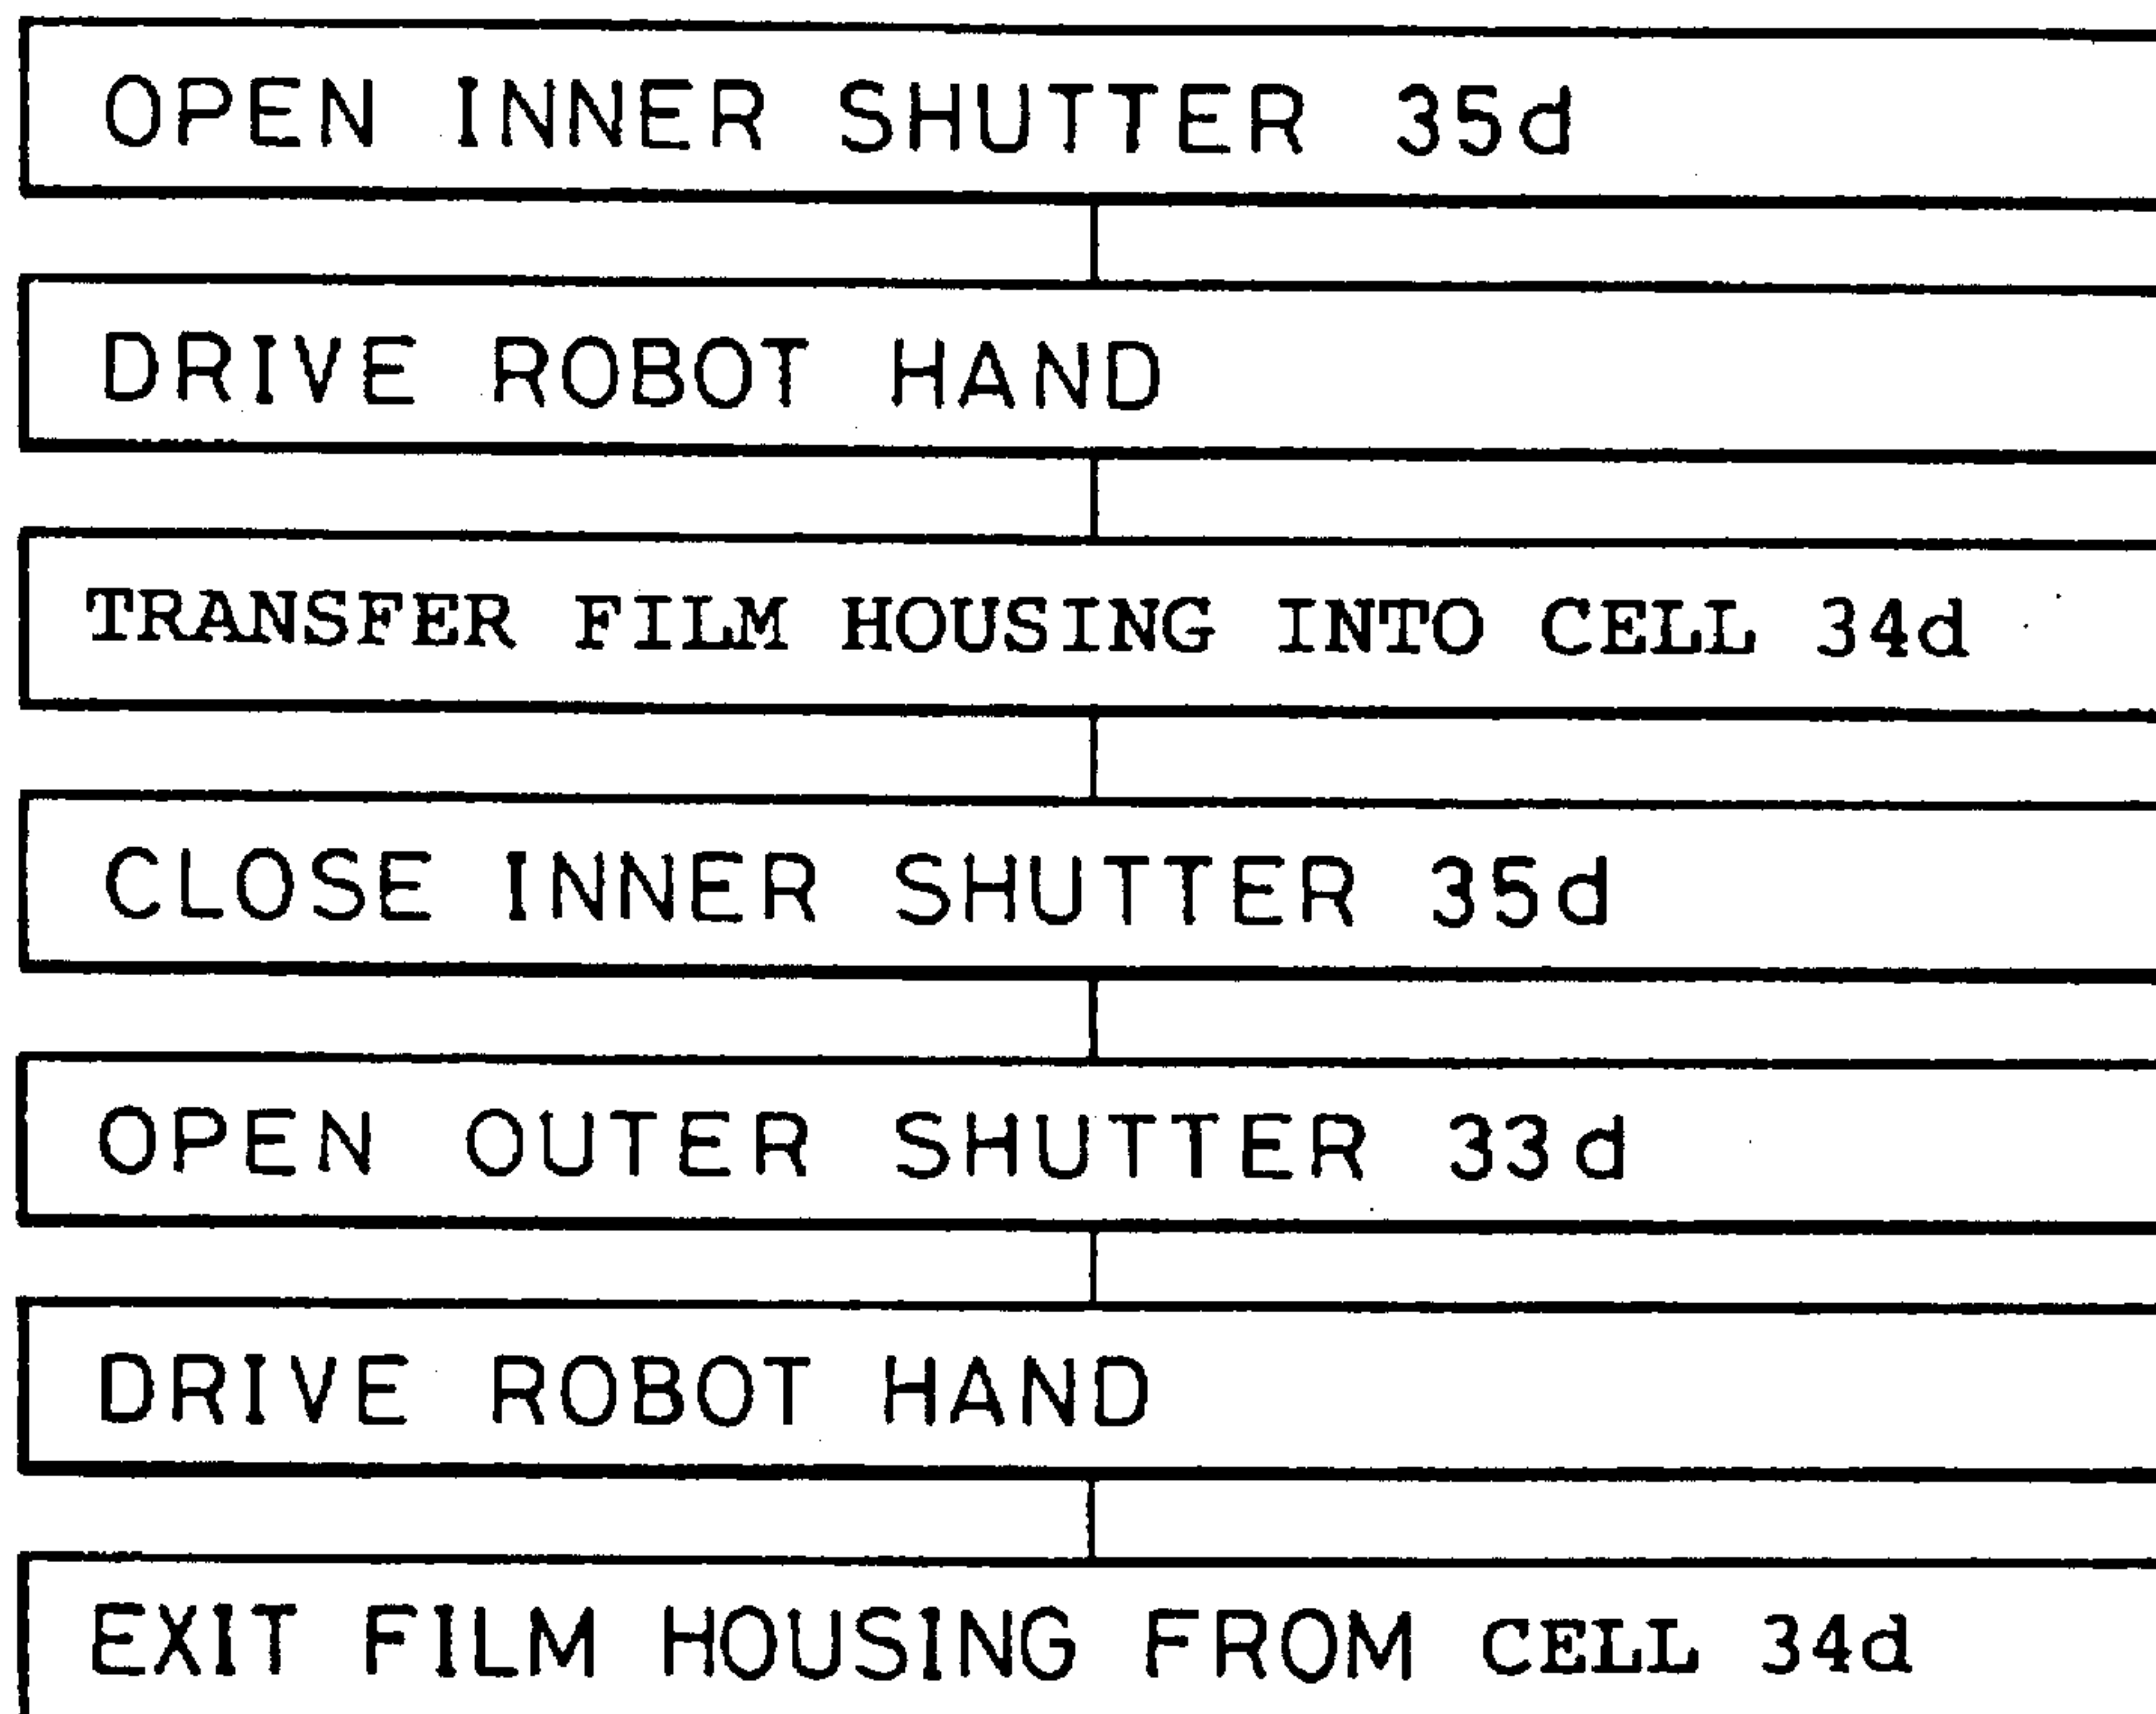 OPEN INNER SHUTTER 35d
DRIVE ROBOT HAND
TRANSFER FILM HOUSING INTO CELL 34d
CLOSE INNER SHUTTER 35d
OPEN OUTER SHUTTER 33d
DRIVE ROBOT HAND
EXIT FILM HOUSING FROM CELL 34d